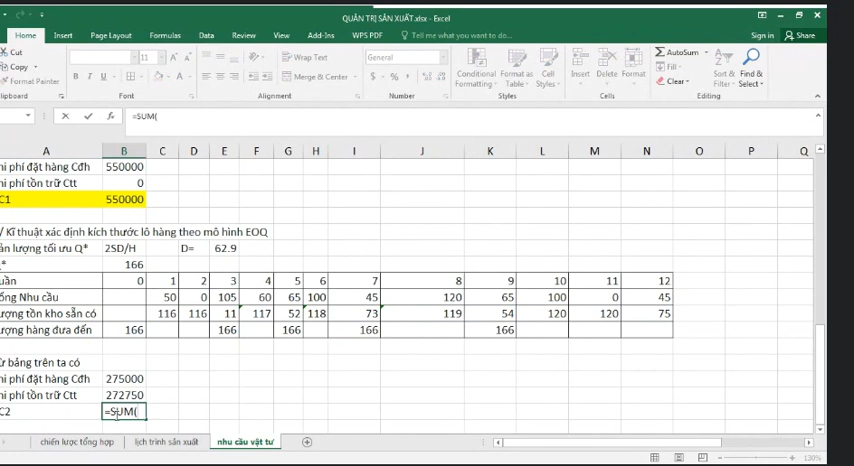 QUẢN TRỊ SẢN XUẤT.xlsx - Excel
Home Insert Page Layout Formulas Data Review View Add-Ins WPS PDF Tell me what you want to do... Sign in Share
Cut
Copy
Format Painter
11
Wrap Text
Merge & Center
General
Conditional Formatting
Format as Table
Cell Styles
Insert Delete Format
AutoSum
Fill
Clear
Sort & Filter
Find & Select
Font Alignment Number Styles Cells Editing
=SUM(
A B C D E F G H I J K L M N O P Q
hi phí đặt hàng Cđh 550000
hi phí tồn trữ Ctt 0
C1 550000
/ Kĩ thuật xác định kích thước lô hàng theo mô hình EOQ
ản lượng tối ưu Q* 2SD/H D= 62.9
* 166
uần 0 1 2 3 4 5 6 7 8 9 10 11 12
ổng Nhu cầu 50 0 105 60 65 100 45 120 65 100 0 45
ượng tồn kho sẵn có 116 116 11 117 52 118 73 119 54 120 120 75
ượng hàng đưa đến 166 166 166 166 166
ừ bảng trên ta có
hi phí đặt hàng Cđh 275000
hi phí tồn trữ Ctt 272750
C2 =SUM(
chiến lược tổng hợp lịch trình sản xuất nhu cầu vật tư
130%